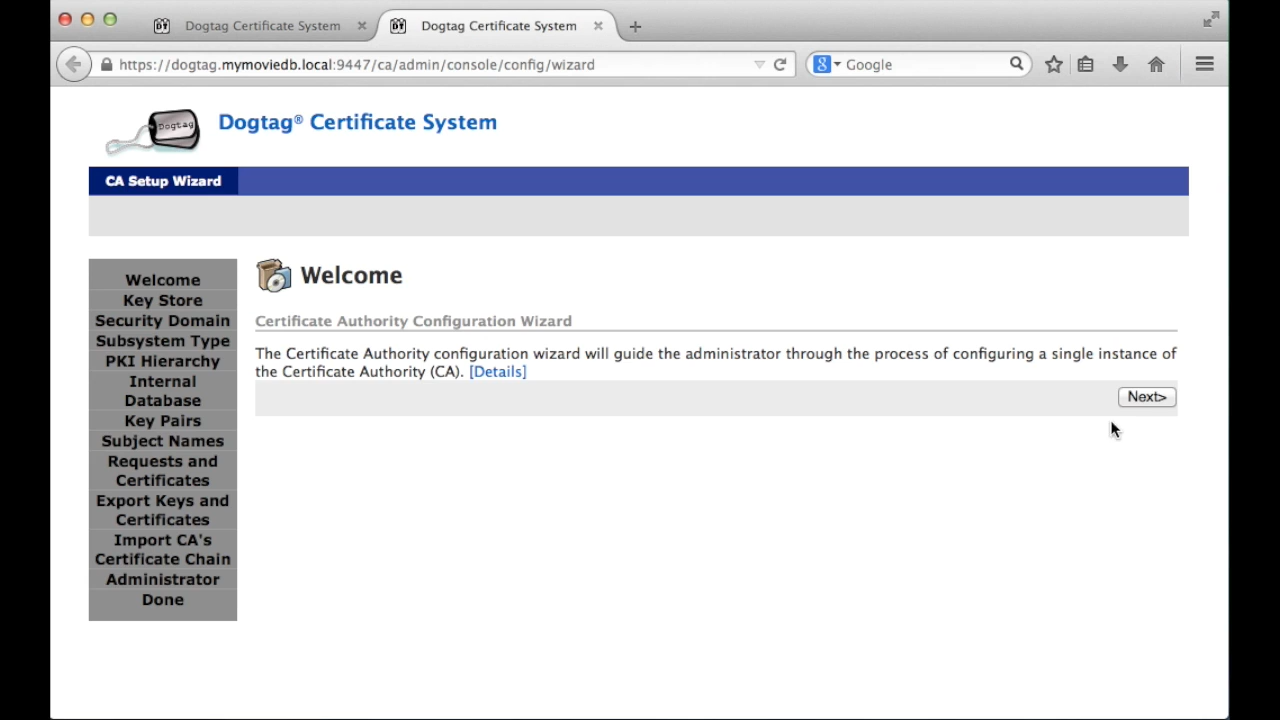 Dogtag Certificate System
Dogtag Certificate System
https://dogtag.mymoviedb.local:9447/ca/admin/console/config/wizard
Google
Dogtag
Dogtag® Certificate System
CA Setup Wizard
Welcome
Key Store
Security Domain
Subsystem Type
PKI Hierarchy
Internal
Database
Key Pairs
Subject Names
Requests and
Certificates
Export Keys and
Certificates
Import CA's
Certificate Chain
Administrator
Done
Welcome
Certificate Authority Configuration Wizard
The Certificate Authority configuration wizard will guide the administrator through the process of configuring a single instance of
the Certificate Authority (CA). [Details]
Next>